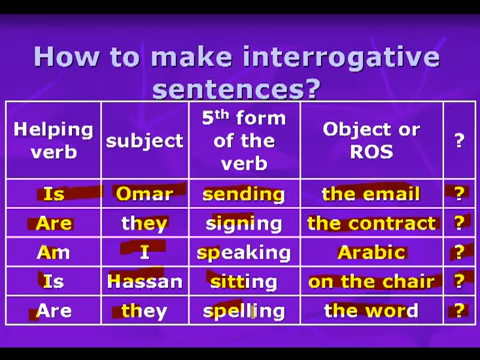 How to make interrogative
sentences?
Helping verb subject 5th form of the verb Object or ROS ?
Is Omar sending the email ?
Are they signing the contract ?
Am I speaking Arabic ?
Is Hassan sitting on the chair ?
Are they spelling the word ?